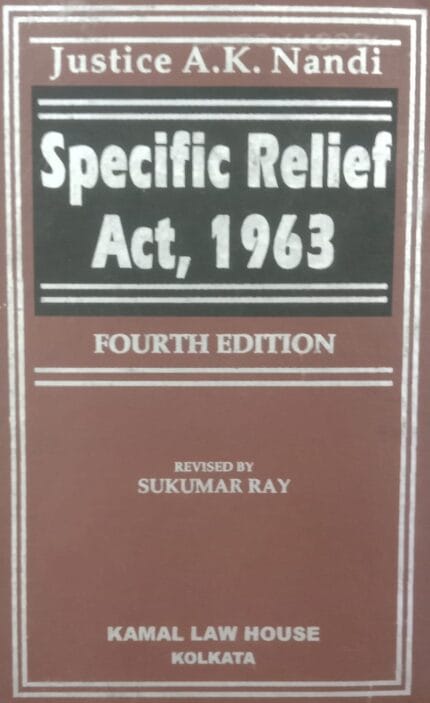 Justice A.K. Nandi
Specific Relief
Act, 1963
FOURTH EDITION
REVISED BY
SUKUMAR RAY
KAMAL LAW HOUSE
KOLKATA